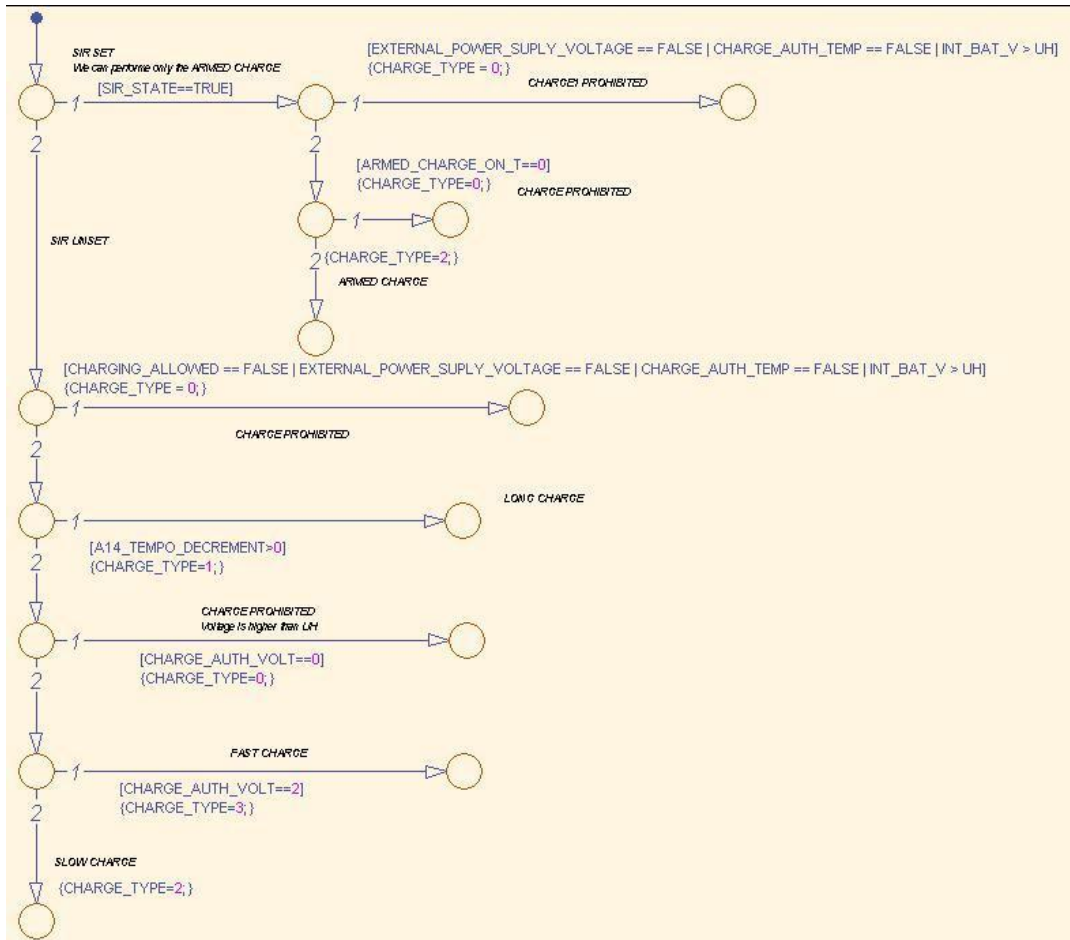 SIR SET
We can performe only the ARMED CHARGE
[SIR_STATE==TRUE]
1
2
[EXTERNAL_POWER_SUPLY_VOLTAGE == FALSE | CHARGE_AUTH_TEMP == FALSE | INT_BAT_V > UH]
{CHARGE_TYPE = 0;}
CHARGE1 PROHIBITED
1
2
[ARMED_CHARGE_ON_T==0]
{CHARGE_TYPE=0;}
CHARGE PROHIBITED
1
2
{CHARGE_TYPE=2;}
ARMED CHARGE
SIR UNSET
[CHARGING_ALLOWED == FALSE | EXTERNAL_POWER_SUPLY_VOLTAGE == FALSE | CHARGE_AUTH_TEMP == FALSE | INT_BAT_V > UH]
{CHARGE_TYPE = 0;}
1
CHARGE PROHIBITED
2
LONG CHARGE
1
[A14_TEMPO_DECREMENT>0]
{CHARGE_TYPE=1;}
2
CHARGE PROHIBITED
Voltage is higher than UH
1
[CHARGE_AUTH_VOLT==0]
{CHARGE_TYPE=0;}
2
FAST CHARGE
1
[CHARGE_AUTH_VOLT==2]
{CHARGE_TYPE=3;}
2
SLOW CHARGE
{CHARGE_TYPE=2;}